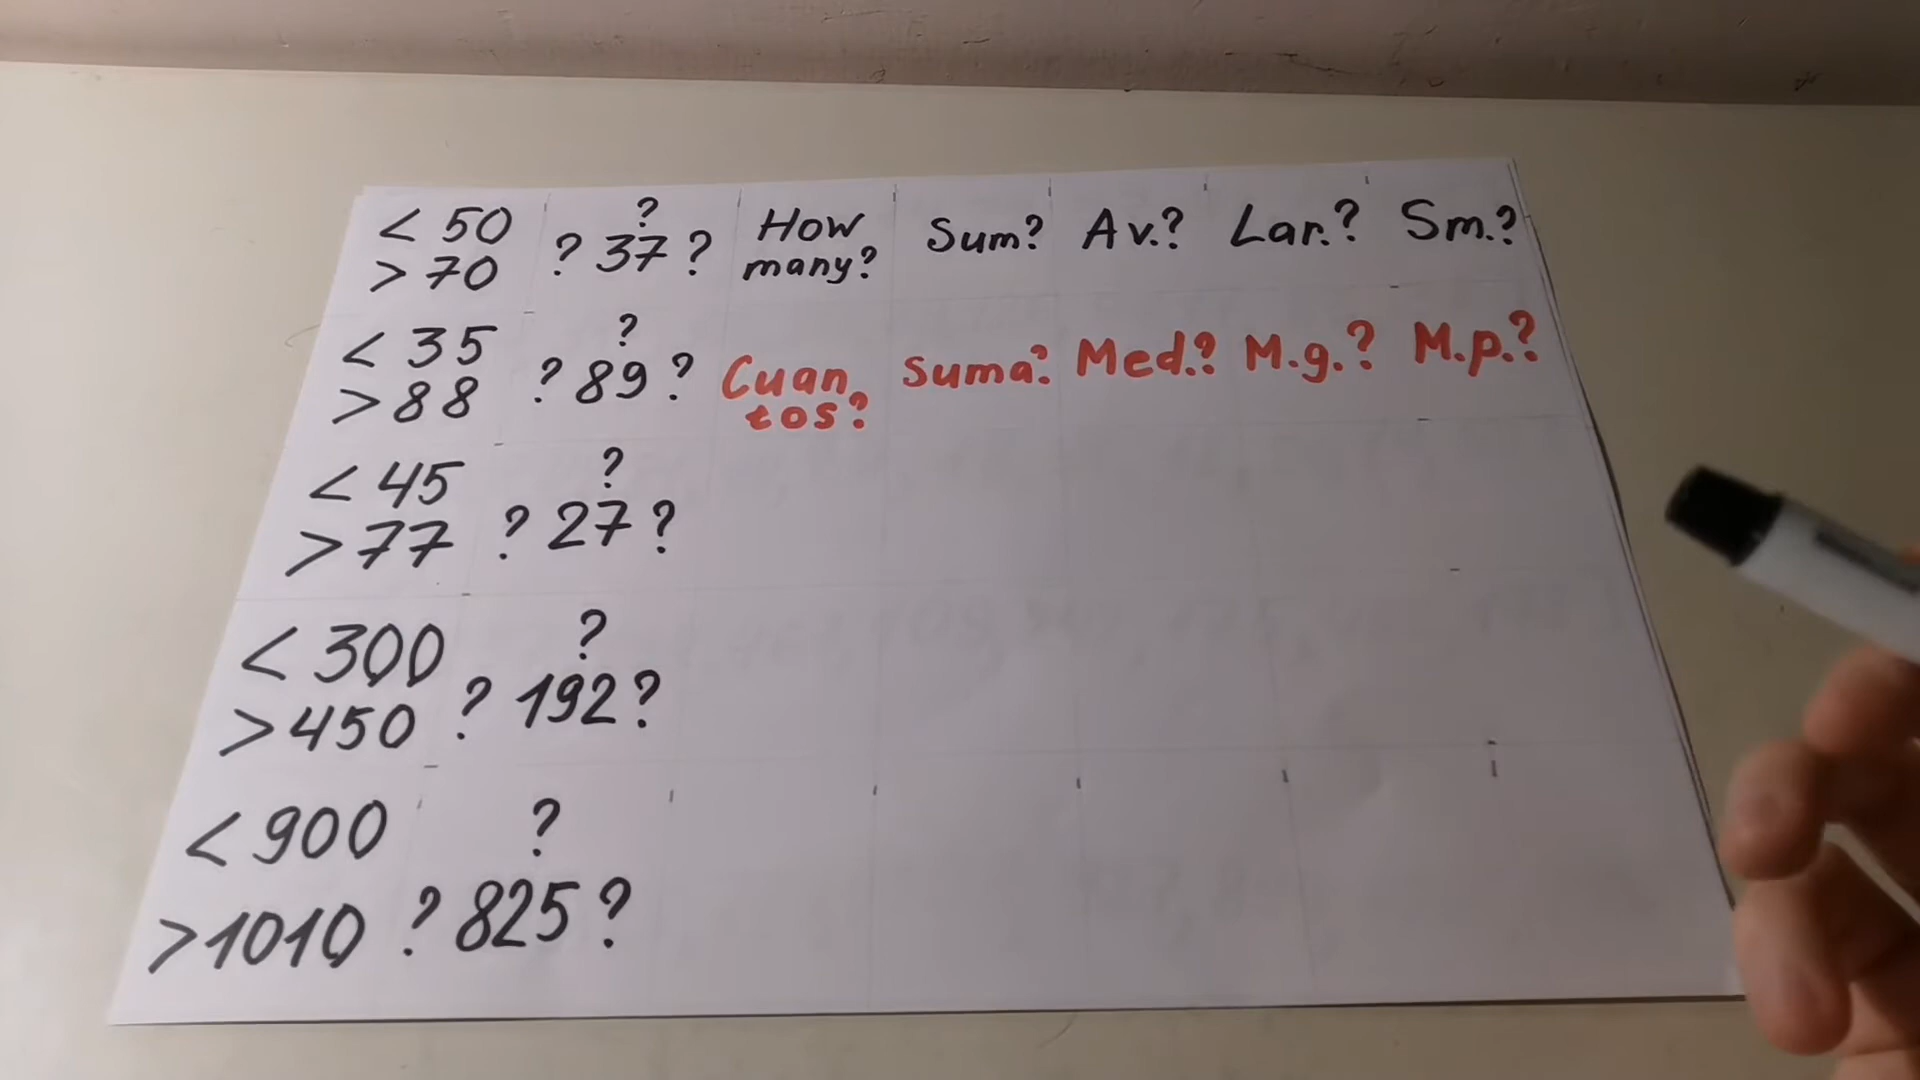 < 50
> 70
?
? 37 ?
How
many?
Sum?
Av.?
Lar.?
Sm.?
< 35
> 88
?
? 89 ?
Cuan
tos?
Suma?
Med.?
M.g.?
M.p.?
< 45
> 77
?
? 27 ?
< 300
> 450
?
? 192 ?
< 900
> 1010
?
? 825 ?